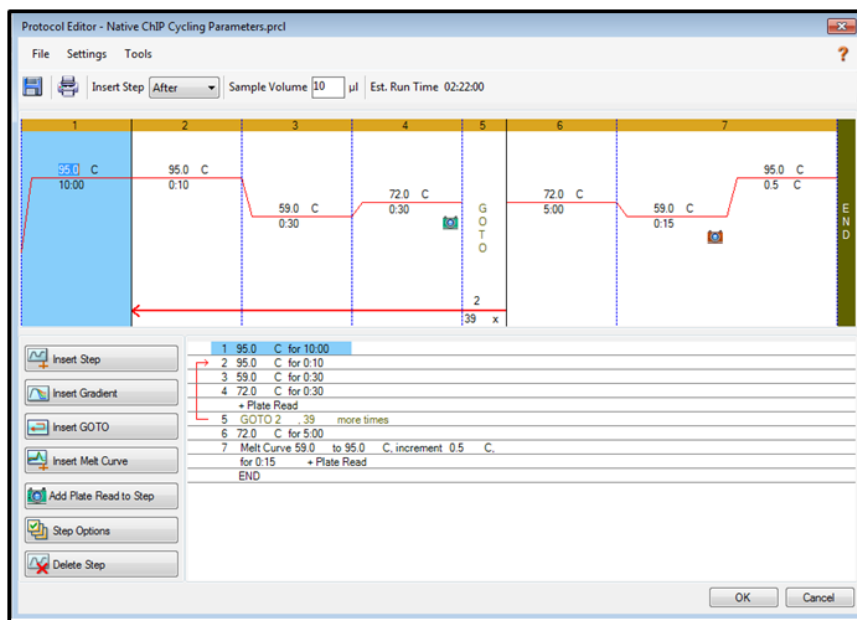 Protocol Editor - Native ChIP Cycling Parameters.prcl
File Settings Tools ?
Insert Step After Sample Volume 10 µl Est. Run Time 02:22:00
1 2 3 4 5 6 7
95.0 C
10:00
95.0 C
0:10
59.0 C
0:30
72.0 C
0:30
GOTO
2
39 x
72.0 C
5:00
59.0 C
0:15
95.0 C
0.5 C
END
Insert Step
Insert Gradient
Insert GOTO
Insert Melt Curve
Add Plate Read to Step
Step Options
Delete Step
1 95.0 C for 10:00
2 95.0 C for 0:10
3 59.0 C for 0:30
4 72.0 C for 0:30
+ Plate Read
5 GOTO 2 , 39 more times
6 72.0 C for 5:00
7 Melt Curve 59.0 to 95.0 C, increment 0.5 C,
for 0:15 + Plate Read
END
OK Cancel